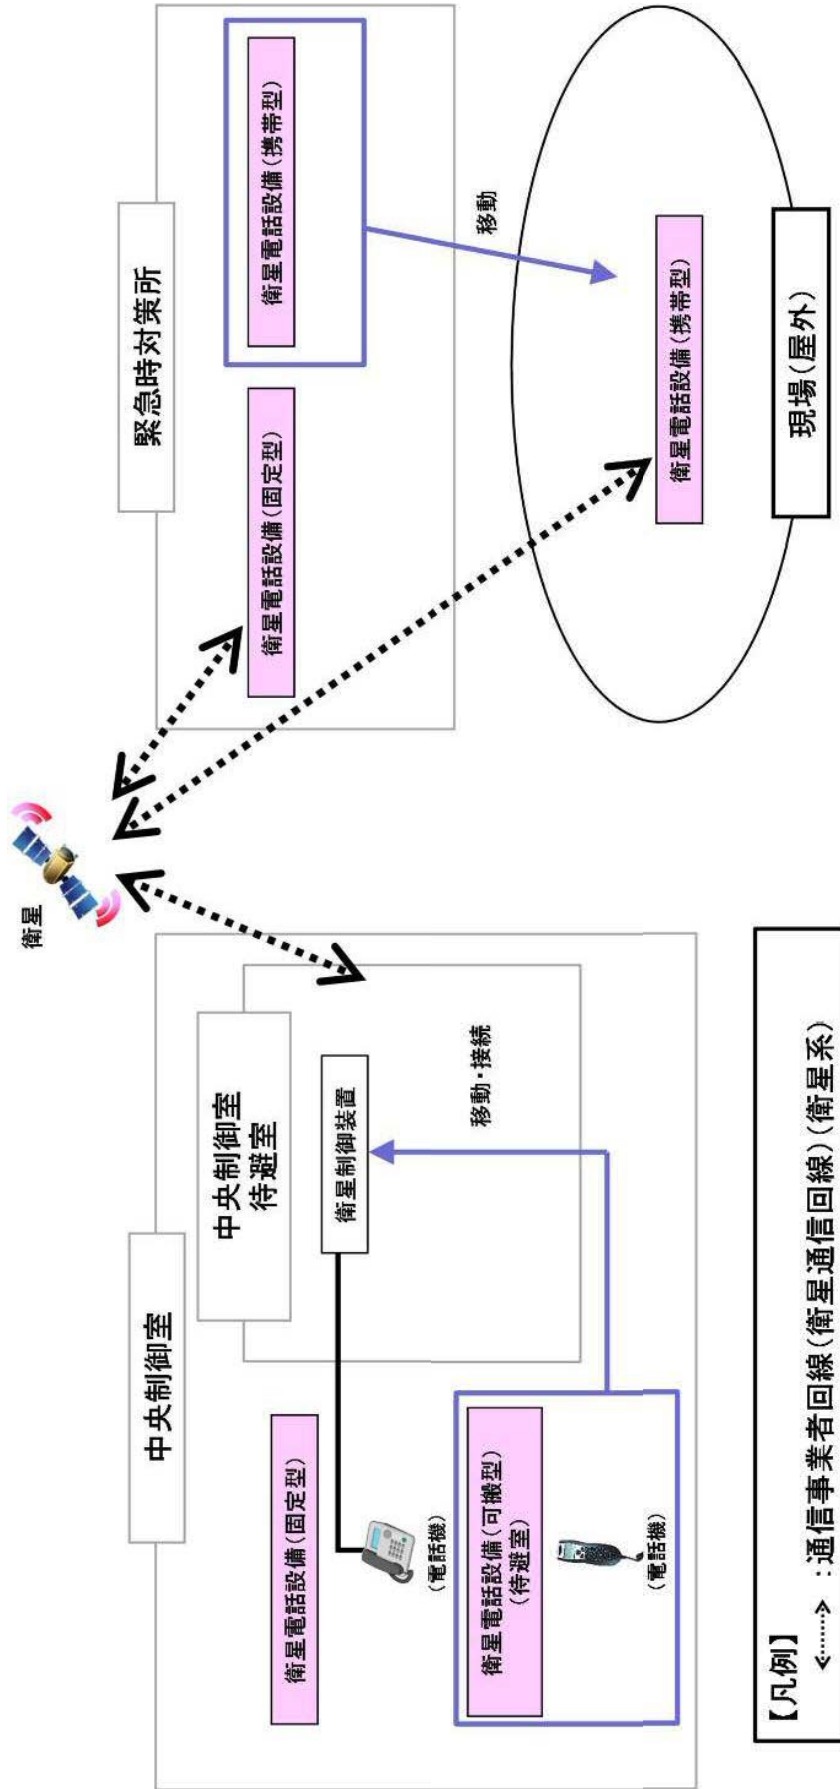 中央制御室
中央制御室
待避室
衛星電話設備(固定型)
(電話機)
衛星制御装置
移動・接続
衛星電話設備(可搬型)
(待避室)
(電話機)
衛星
緊急時対策所
衛星電話設備(固定型)
衛星電話設備(携帯型)
移動
衛星電話設備(携帯型)
現場(屋外)
【凡例】
:通信事業者回線(衛星通信回線)(衛星系)